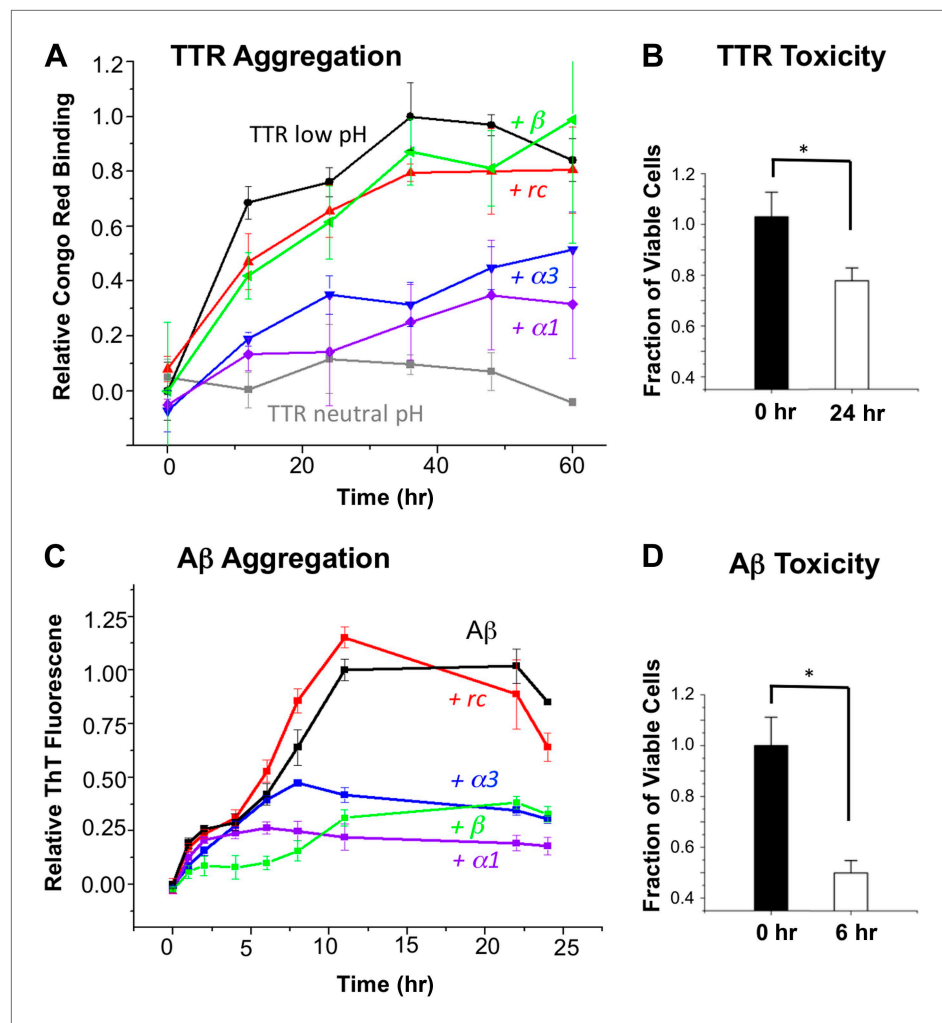 A TTR Aggregation
Relative Congo Red Binding
1.2
1.0
0.8
0.6
0.4
0.2
0.0
TTR low pH
+ β
+ rc
+ α3
+ α1
TTR neutral pH
0 20 40 60
Time (hr)
B TTR Toxicity
Fraction of Viable Cells
*
1.2
1.0
0.8
0.6
0.4
0 hr 24 hr
C Aβ Aggregation
Relative ThT Fluorescene
1.25
1.00
0.75
0.50
0.25
0.00
Aβ
+ rc
+ α3
+ β
+ α1
0 5 10 15 20 25
Time (hr)
D Aβ Toxicity
Fraction of Viable Cells
*
1.2
1.0
0.8
0.6
0.4
0 hr 6 hr